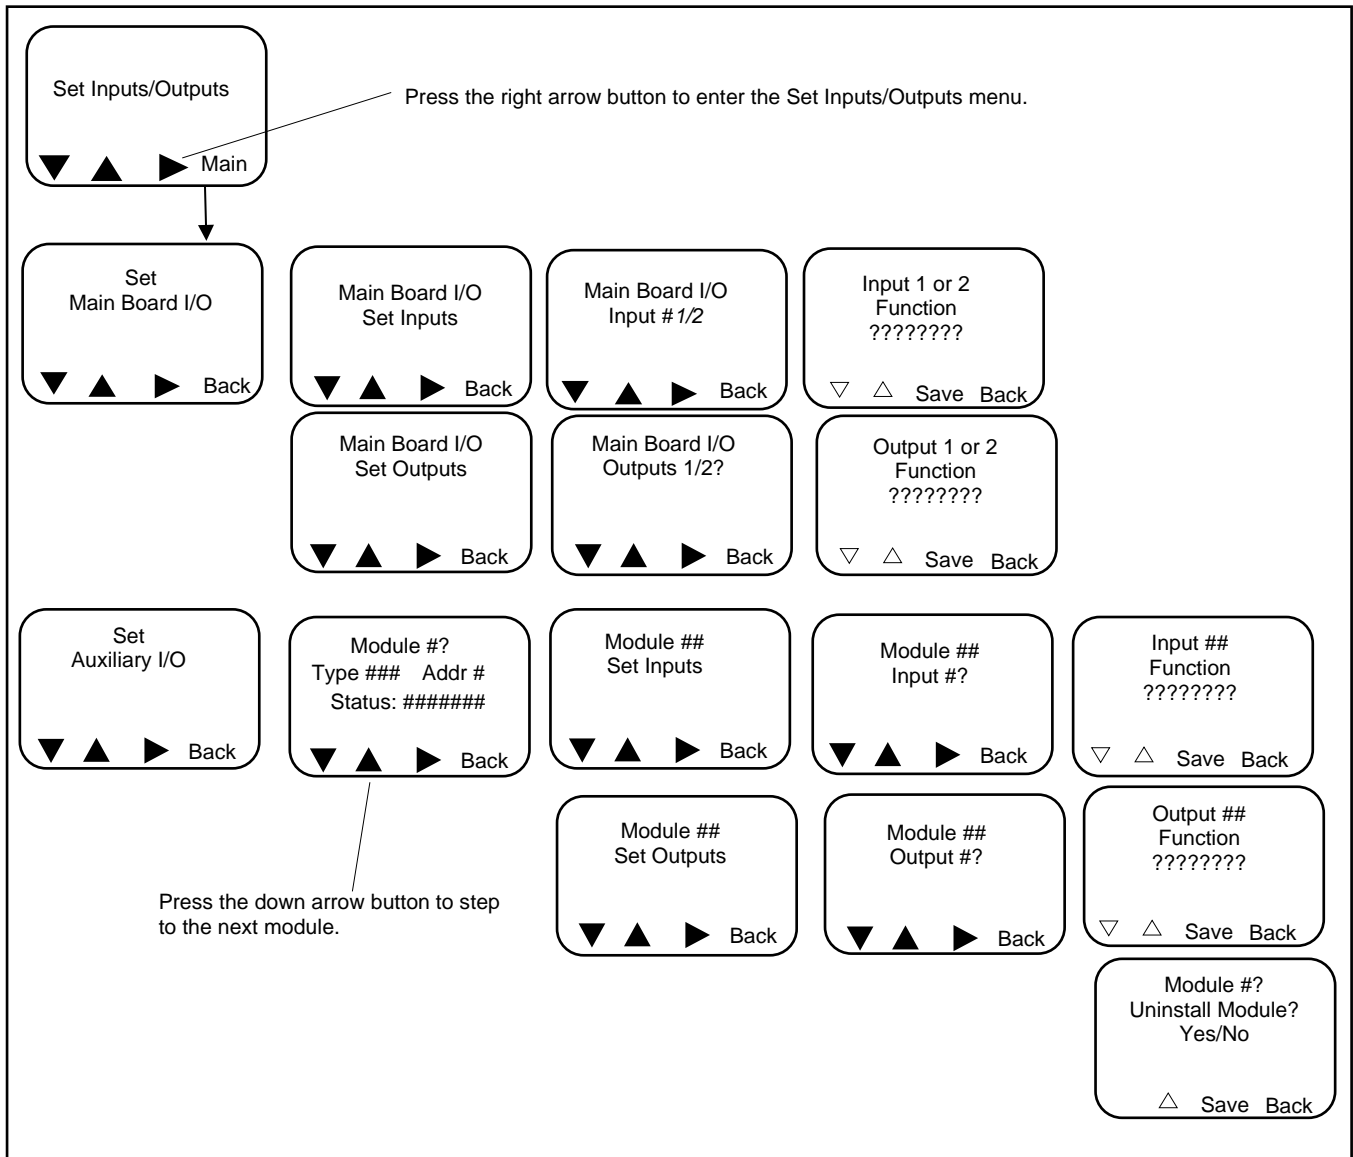 Set Inputs/Outputs
Main
Press the right arrow button to enter the Set Inputs/Outputs menu.
Set
Main Board I/O
Back
Main Board I/O
Set Inputs
Back
Main Board I/O
Input #1/2
Back
Input 1 or 2
Function
????????
Save Back
Main Board I/O
Set Outputs
Back
Main Board I/O
Outputs 1/2?
Back
Output 1 or 2
Function
????????
Save Back
Set
Auxiliary I/O
Back
Module #?
Type ### Addr #
Status: #######
Back
Module ##
Set Inputs
Back
Module ##
Input #?
Back
Input ##
Function
????????
Save Back
Press the down arrow button to step
to the next module.
Module ##
Set Outputs
Back
Module ##
Output #?
Back
Output ##
Function
????????
Save Back
Module #?
Uninstall Module?
Yes/No
Save Back